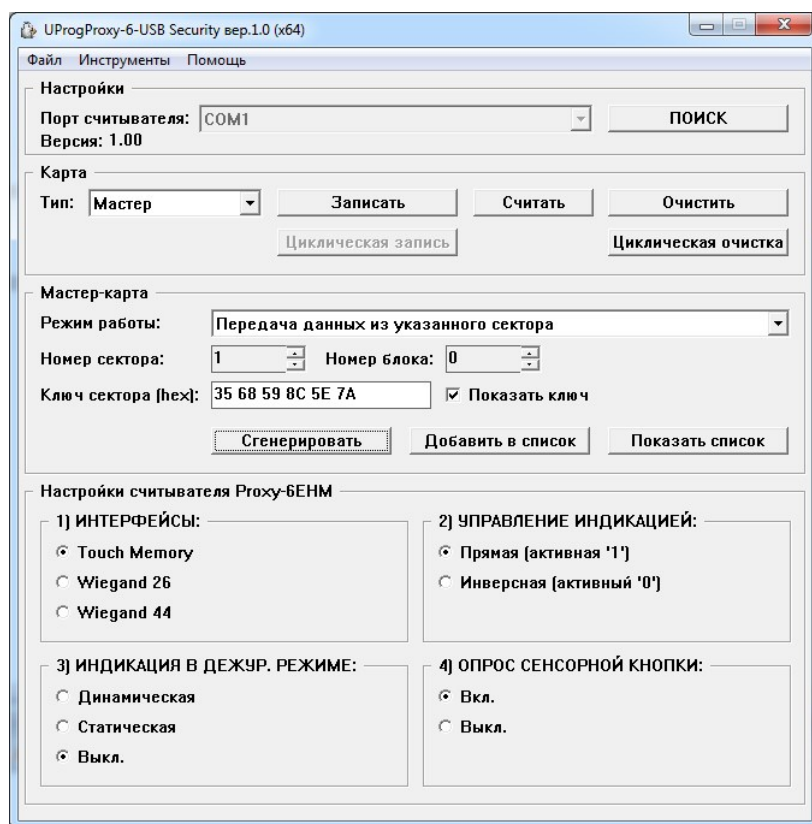 UProgProxy-6-USB Security вер.1.0 (x64)
Файл Инструменты Помощь
Настройки
Порт считывателя: COM1 ПОИСК
Версия: 1.00
Карта
Тип: Мастер Записать Считать Очистить
Циклическая запись Циклическая очистка
Мастер-карта
Режим работы: Передача данных из указанного сектора
Номер сектора: 1 Номер блока: 0
Ключ сектора (hex): 35 68 59 8C 5E 7A Показать ключ
Сгенерировать Добавить в список Показать список
Настройки считывателя Proxy-6EHM
1) ИНТЕРФЕЙСЫ: 2) УПРАВЛЕНИЕ ИНДИКАЦИЕЙ:
Touch Memory Прямая (активная '1')
Wiegand 26 Инверсная (активный '0')
Wiegand 44
3) ИНДИКАЦИЯ В ДЕЖУР. РЕЖИМЕ: 4) ОПРОС СЕНСОРНОЙ КНОПКИ:
Динамическая Вкл.
Статическая Выкл.
Выкл.